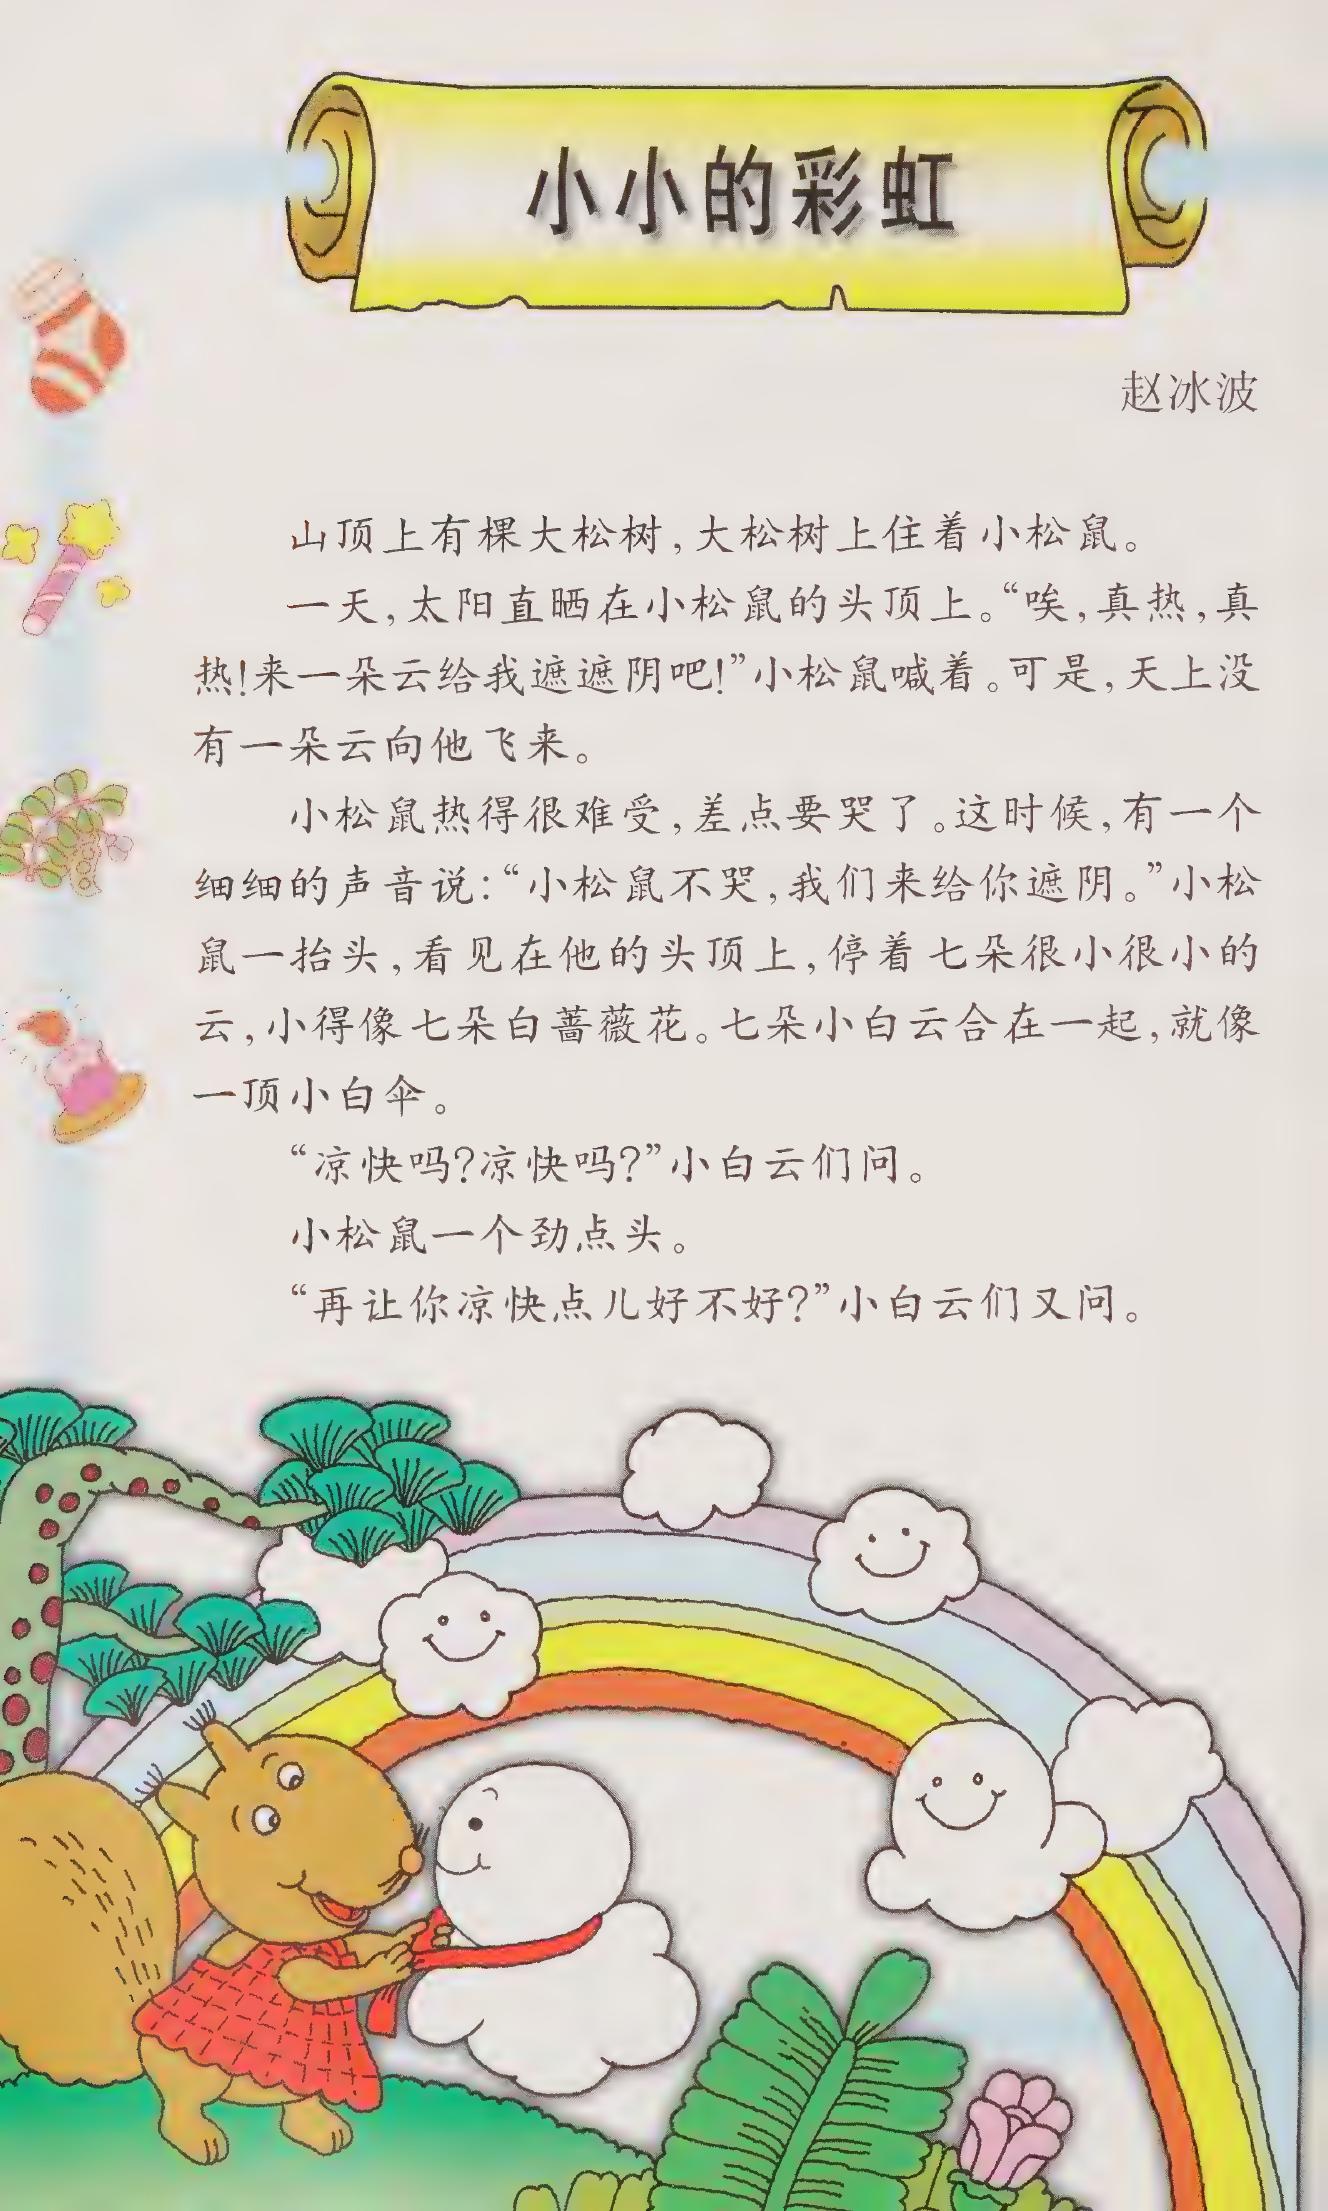 小小的彩虹
赵冰波
山顶上有棵大松树,大松树上住着小松鼠。
一天,太阳直晒在小松鼠的头顶上。“唉,真热,真
热!来一朵云给我遮遮阴吧!”小松鼠喊着。可是,天上没
有一朵云向他飞来。
小松鼠热得很难受,差点要哭了。这时候,有一个
细细的声音说:“小松鼠不哭,我们来给你遮阴。”小松
鼠一抬头,看见在他的头顶上,停着七朵很小很小的
云,小得像七朵白蔷薇花。七朵小白云合在一起,就像
一顶小白伞。
“凉快吗?凉快吗?”小白云们问。
小松鼠一个劲点头。
“再让你凉快点儿好不好?”小白云们又问。